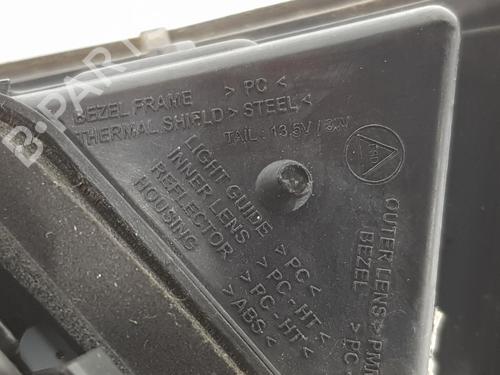 BEZEL FRAME > PC <
THERMAL SHIELD > STEEL <
TAIL : 13.5V /
LIGHT GUIDE > PC <
INNER LENS > PC - HT <
REFLECTOR > PC - HT <
HOUSING > ABS <
OUTER LENS > PM
BEZEL > PC
B-PARTS